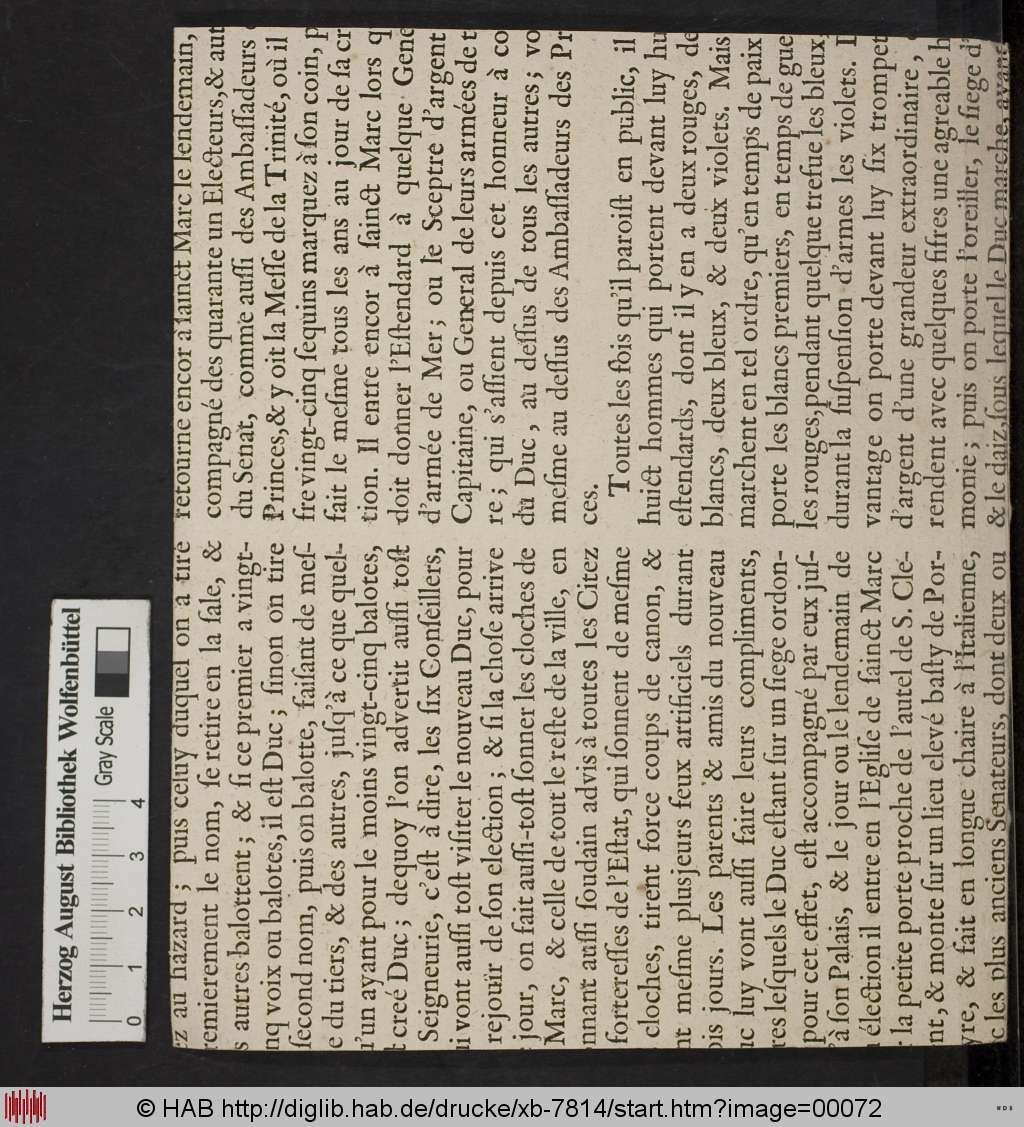 Herzog August Bibliothek Wolfenbüttel
Gray Scale
0 1 2 3 4
z au hazard ; puis celuy duquel on a tiré
emierement le nom, ſe retire en la ſale, &
s autres balottent ; & ſi ce premier a vingt-
nq voix ou balotes, il eſt Duc ; ſinon on tire
ſecond nom, puis on balotte, faiſant de meſ-
e du tiers, & des autres, juſq'à ce que quel-
u'un ayant pour le moins vingt-cinq balotes,
t creé Duc ; dequoy l'on advertit auſſi toſt
Seigneurie, c'eſt à dire, les ſix Conſéillers,
ui vont auſſi toſt viſiter le nouveau Duc, pour
rejouïr de ſon election ; & ſi la choſe arrive
jour, on fait auſſi-toſt ſonner les cloches de
Marc, & celle de tout le reſte de la ville, en
nnant auſſi ſoudain advis à toutes les Citez
fortereſſes de l'Eſtat, qui ſonnent de meſme
cloches, tirent force coups de canon, &
nt meſme pluſieurs feux artificiels durant
ois jours. Les parents & amis du nouveau
uc luy vont auſſi faire leurs compliments,
res leſquels le Duc eſtant ſur un ſiege ordon-
pour cet effet, eſt accompagné par eux juſ-
'à ſon Palais, & le jour ou le lendemain de
élection il entre en l'Egliſe de ſainct Marc
la petite porte proche de l'autel de S. Clé-
nt, & monte ſur un lieu elevé baſty de Por-
yre, & fait en longue chaire à l'Italienne,
c les plus anciens Senateurs, dont deux ou
retourne encor à ſainct Marc le lendemain,
compagné des quarante un Electeurs, & aut
du Senat, comme auſſi des Ambaſſadeurs
Princes, & y oit la Meſſe de la Trinité, où il
fre vingt-cinq ſequins marquez à ſon coin, p
fait le meſme tous les ans au jour de ſa cr
tion. Il entre encor à ſainct Marc lors q
doit donner l'Eſtendard à quelque Gene
d'armée de Mer ; ou le Sceptre d'argent
Capitaine, ou General de leurs armées de t
re ; qui s'aſſient depuis cet honneur à co
du Duc, au deſſus de tous les autres ; vo
meſme au deſſus des Ambaſſadeurs des Pr
ces.
Toutes les fois qu'il paroiſt en public, il
huict hommes qui portent devant luy hu
eſtendards, dont il y en a deux rouges, de
blancs, deux bleux, & deux violets. Mais
marchent en tel ordre, qu'en temps de paix
porte les blancs premiers, en temps de gue
les rouges, pendant quelque trefue les bleux
durant la ſuſpenſion d'armes les violets. D
vantage on porte devant luy ſix trompet
d'argent d'une grandeur extraordinaire,
rendent avec quelques fifres une agreable h
monie ; puis on porte l'oreiller, le ſiege d'
& le daiz, ſous lequel le Duc marche, ayant
© HAB http://diglib.hab.de/drucke/xb-7814/start.htm?image=00072